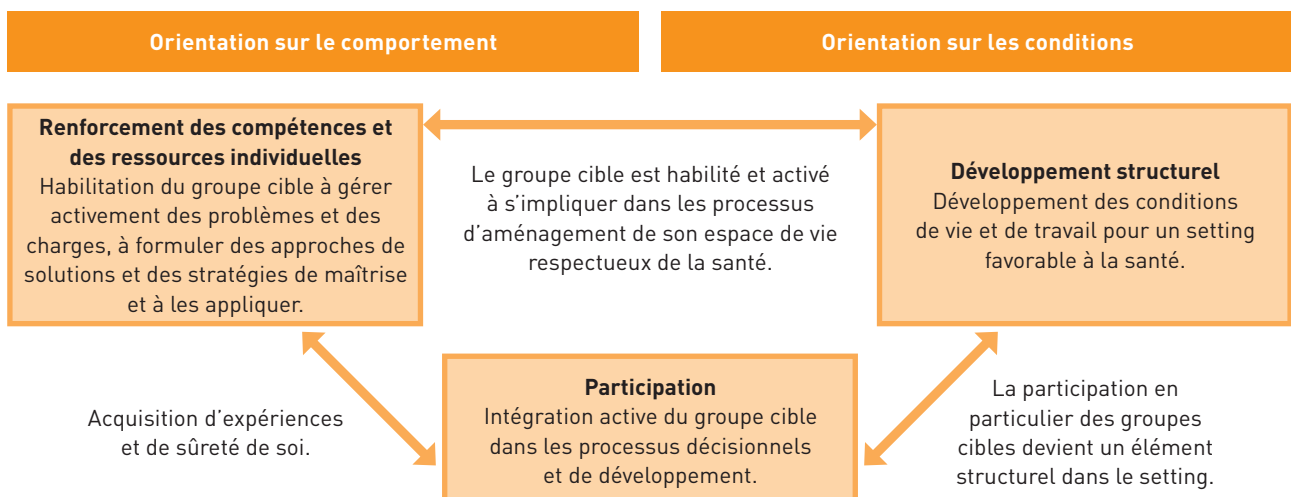 Orientation sur le comportement
Orientation sur les conditions
Renforcement des compétences et
des ressources individuelles
Habilitation du groupe cible à gérer
activement des problèmes et des
charges, à formuler des approches de
solutions et des stratégies de maîtrise
et à les appliquer.
Le groupe cible est habilité et activé
à s’impliquer dans les processus
d’aménagement de son espace de vie
respectueux de la santé.
Développement structurel
Développement des conditions
de vie et de travail pour un setting
favorable à la santé.
Acquisition d’expériences
et de sûreté de soi.
Participation
Intégration active du groupe cible
dans les processus décisionnels
et de développement.
La participation en
particulier des groupes
cibles devient un élément
structurel dans le setting.